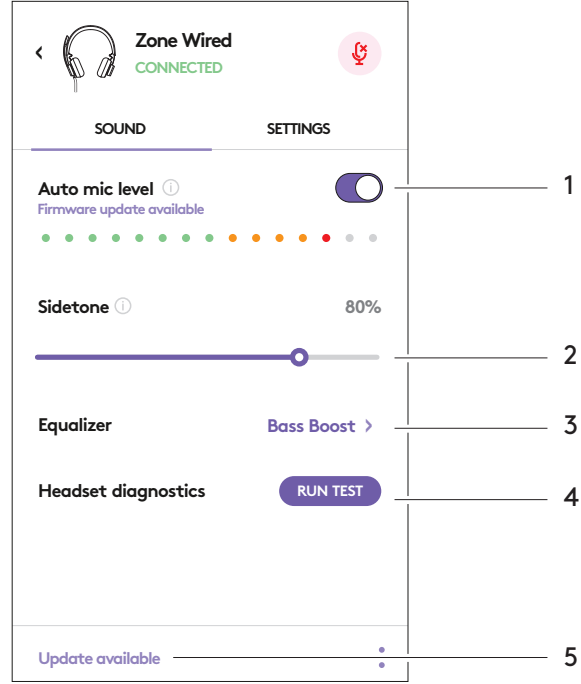 Zone Wired
CONNECTED
SOUND SETTINGS
Auto mic level
Firmware update available
1
Sidetone 80%
2
Equalizer Bass Boost
3
Headset diagnostics RUN TEST
4
Update available
5